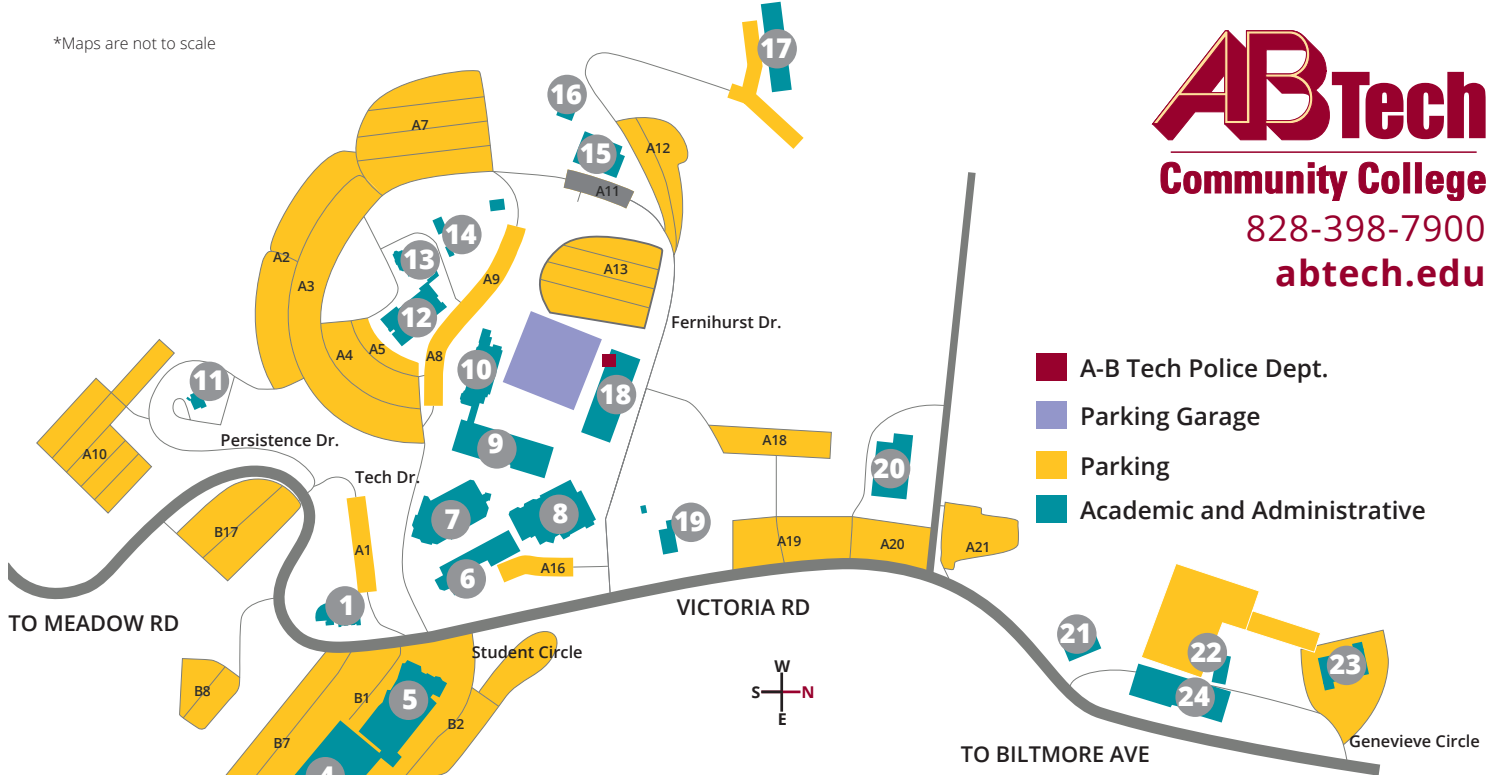 *Maps are not to scale
17
AB Tech
Community College
828-398-7900
abtech.edu
16
A7
A12
15
A11
14
13
A2
A3
A9
A13
12
Fernihurst Dr.
A4
A5
A8
10
11
18
A-B Tech Police Dept.
Parking Garage
Parking
Academic and Administrative
Persistence Dr.
A10
9
A18
20
Tech Dr.
7
8
19
B17
A1
A16
6
A19
A20
A21
1
TO MEADOW RD
VICTORIA RD
21
Student Circle
22
23
B8
B1
5
B2
24
W
S
N
E
B7
4
TO BILTMORE AVE
Genevieve Circle